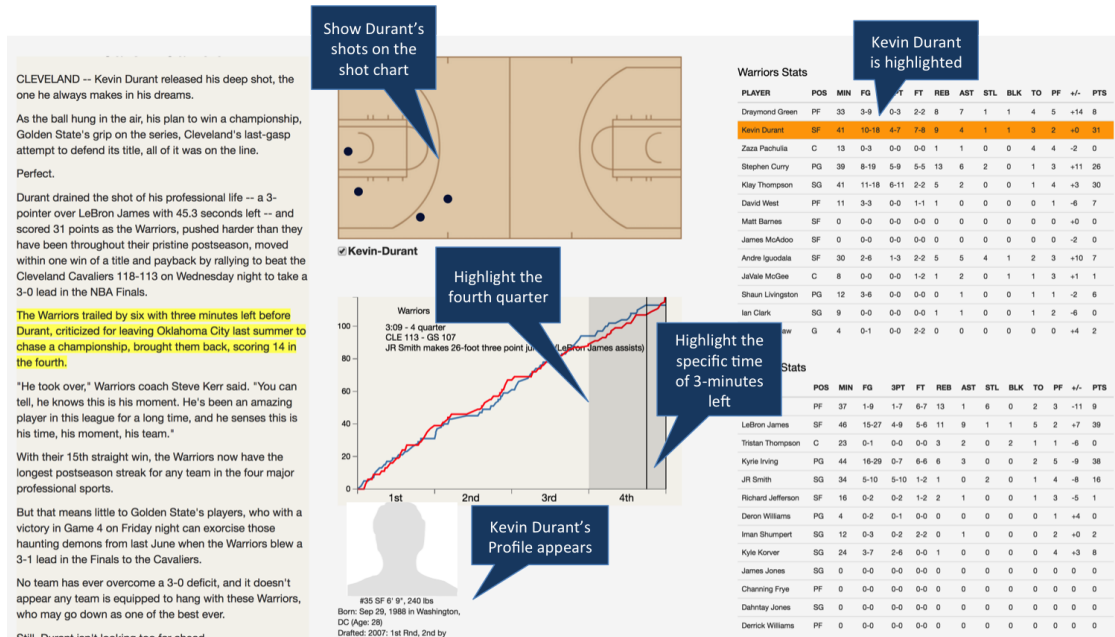 CLEVELAND -- Kevin Durant released his deep shot, the
one he always makes in his dreams.
As the ball hung in the air, his plan to win a championship,
Golden State's grip on the series, Cleveland's last-gasp
attempt to defend its title, all of it was on the line.
Perfect.
Durant drained the shot of his professional life -- a 3-
pointer over LeBron James with 45.3 seconds left -- and
scored 31 points as the Warriors, pushed harder than they
have been throughout their pristine postseason, moved
within one win of a title and payback by rallying to beat the
Cleveland Cavaliers 118-113 on Wednesday night to take a
3-0 lead in the NBA Finals.
The Warriors trailed by six with three minutes left before
Durant, criticized for leaving Oklahoma City last summer to
chase a championship, brought them back, scoring 14 in
the fourth.
"He took over," Warriors coach Steve Kerr said. "You can
tell, he knows this is his moment. He's been an amazing
player in this league for a long time, and he senses this is
his time, his moment, his team."
With their 15th straight win, the Warriors now have the
longest postseason streak for any team in the four major
professional sports.
But that means little to Golden State's players, who with a
victory in Game 4 on Friday night can exorcise those
haunting demons from last June when the Warriors blew a
3-1 lead in the Finals to the Cavaliers.
No team has ever overcome a 3-0 deficit, and it doesn't
appear any team is equipped to hang with these Warriors,
who may go down as one of the best ever.
Show Durant's
shots on the
shot chart
Kevin-Durant
Highlight the
fourth quarter
Warriors
3:09 - 4 quarter
CLE 113 - GS 107
JR Smith makes 26-foot three point (LeBron James assists)
100
80
60
40
20
0
1st 2nd 3rd 4th
Highlight the
specific time
of 3-minutes
left
Kevin Durant's
Profile appears
#35 SF 6' 9", 240 lbs
Born: Sep 29, 1988 in Washington,
DC (Age: 28)
Drafted: 2007: 1st Rnd, 2nd by
Kevin Durant
is highlighted
Warriors Stats
PLAYER POS MIN FG PT FT REB AST STL BLK TO PF +/- PTS
Draymond Green PF 33 3-9 0-3 2-2 8 7 1 1 4 5 +14 8
Kevin Durant SF 41 10-18 4-7 7-8 9 4 1 1 3 2 +0 31
Zaza Pachulia C 13 0-3 0-0 0-0 1 1 0 0 4 4 -2 0
Stephen Curry PG 39 8-19 5-9 5-5 13 6 2 0 1 3 +11 26
Klay Thompson SG 41 11-18 6-11 2-2 5 2 0 0 1 4 +3 30
David West PF 11 3-3 0-0 1-1 1 0 0 0 0 1 -6 7
Matt Barnes SF 0 0-0 0-0 0-0 0 0 0 0 0 0 +0 0
James McAdoo SF 0 0-0 0-0 0-0 0 0 0 0 0 0 -2 0
Andre Iguodala SF 30 2-6 1-3 2-2 5 5 4 1 2 3 +10 7
JaVale McGee C 8 0-0 0-0 1-2 1 2 0 1 1 3 +1 1
Shaun Livingston PG 12 3-6 0-0 0-0 0 1 0 0 1 1 -2 6
Ian Clark SG 9 0-0 0-0 0-0 1 1 0 0 1 2 -6 0
aw G 4 0-1 0-0 2-2 0 0 0 0 0 0 +4 2
Stats
POS MIN FG 3PT FT REB AST STL BLK TO PF +/- PTS
PF 37 1-9 1-7 6-7 13 1 6 0 2 3 -11 9
LeBron James SF 46 15-27 4-9 5-6 11 9 1 1 5 2 +7 39
Tristan Thompson C 23 0-1 0-0 0-0 3 2 0 2 1 1 -6 0
Kyrie Irving PG 44 16-29 0-7 6-6 6 3 0 0 2 5 -9 38
JR Smith SG 34 5-10 5-10 1-2 4 0 2 0 1 4 -8 16
Richard Jefferson SF 16 0-2 0-2 1-2 2 1 0 0 1 3 -5 1
Deron Williams PG 4 0-2 0-1 0-0 0 0 0 0 0 1 +4 0
Iman Shumpert SG 12 0-3 0-2 2-2 0 1 0 0 0 2 +0 2
Kyle Korver SG 24 3-7 2-6 0-0 1 0 0 0 0 4 +3 8
James Jones SG 0 0-0 0-0 0-0 0 0 0 0 0 0 0 0
Channing Frye PF 0 0-0 0-0 0-0 0 0 0 0 0 0 0 0
Dahntay Jones SG 0 0-0 0-0 0-0 0 0 0 0 0 0 0 0
Derrick Williams PF 0 0-0 0-0 0-0 0 0 0 0 0 0 0 0